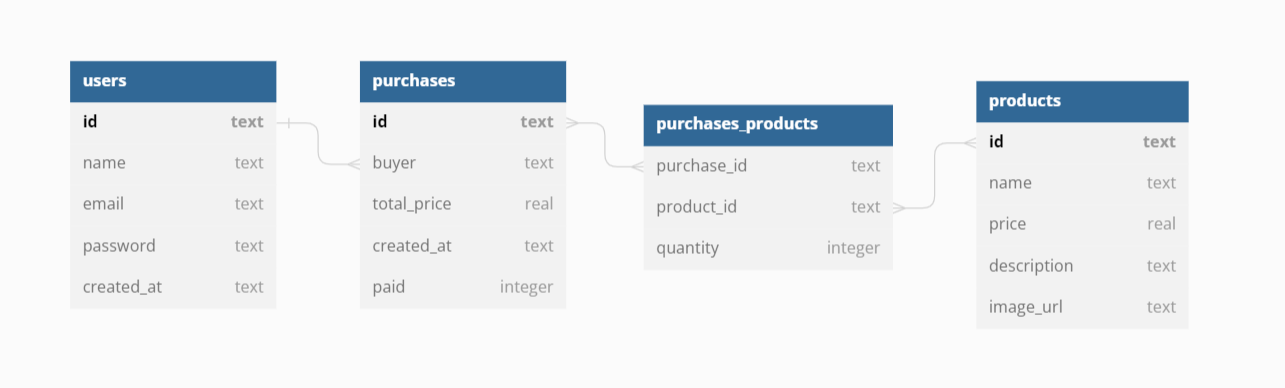 users
id text
name text
email text
password text
created_at text
purchases
id text
buyer text
total_price real
created_at text
paid integer
purchases_products
purchase_id text
product_id text
quantity integer
products
id text
name text
price real
description text
image_url text